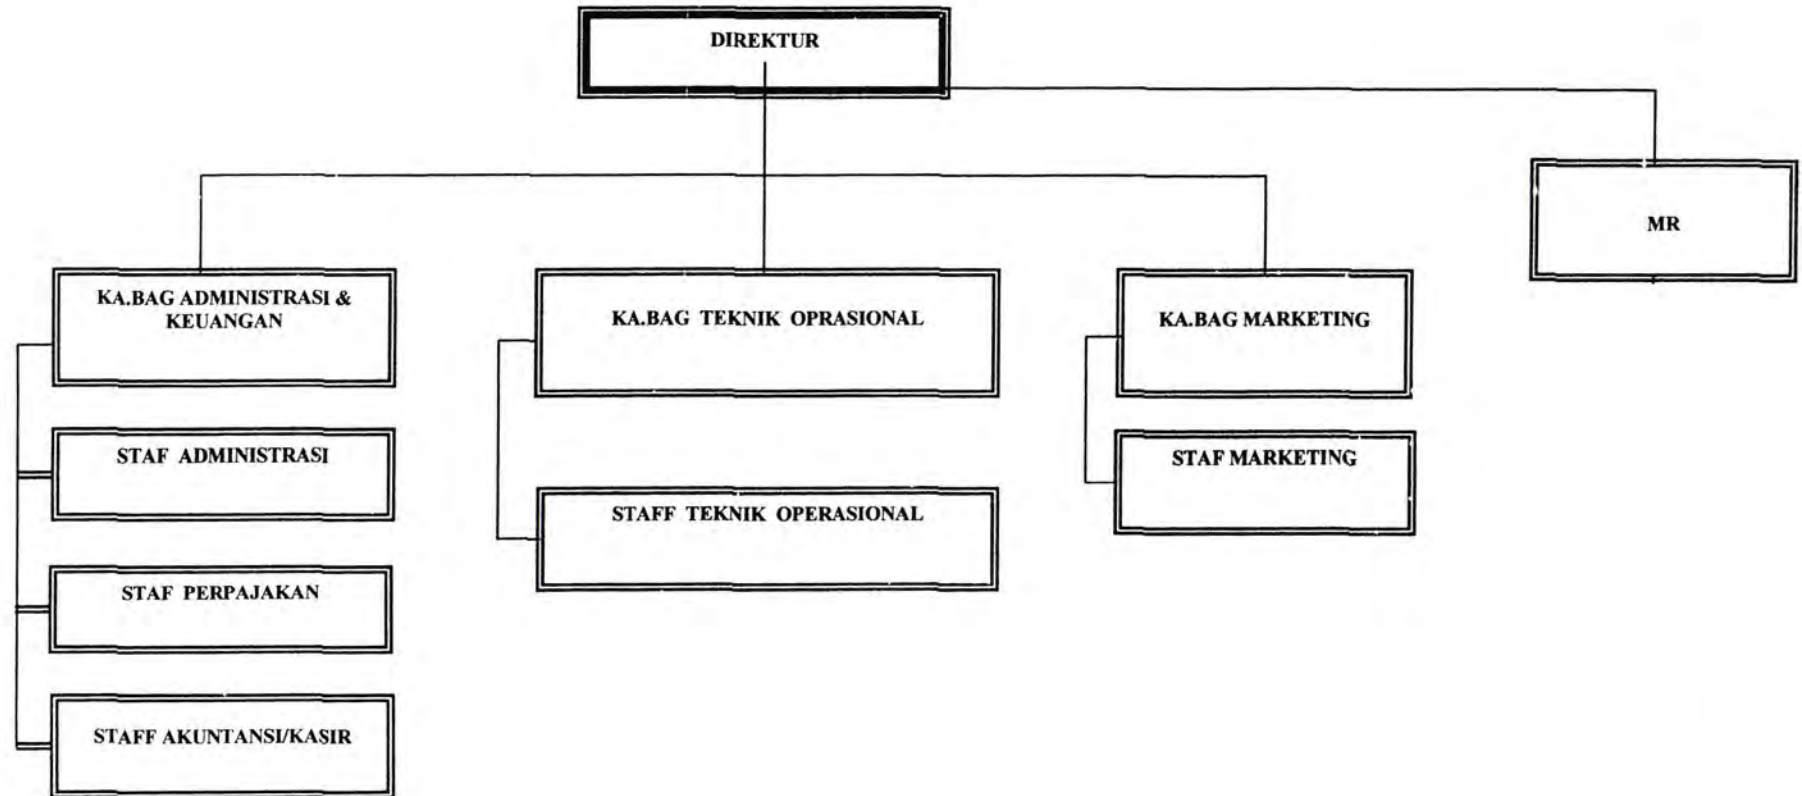 DIREKTUR
MR
KA.BAG ADMINISTRASI &
KEUANGAN
KA.BAG TEKNIK OPRASIONAL
KA.BAG MARKETING
STAF ADMINISTRASI
STAF MARKETING
STAFF TEKNIK OPERASIONAL
STAF PERPAJAKAN
STAFF AKUNTANSI/KASIR